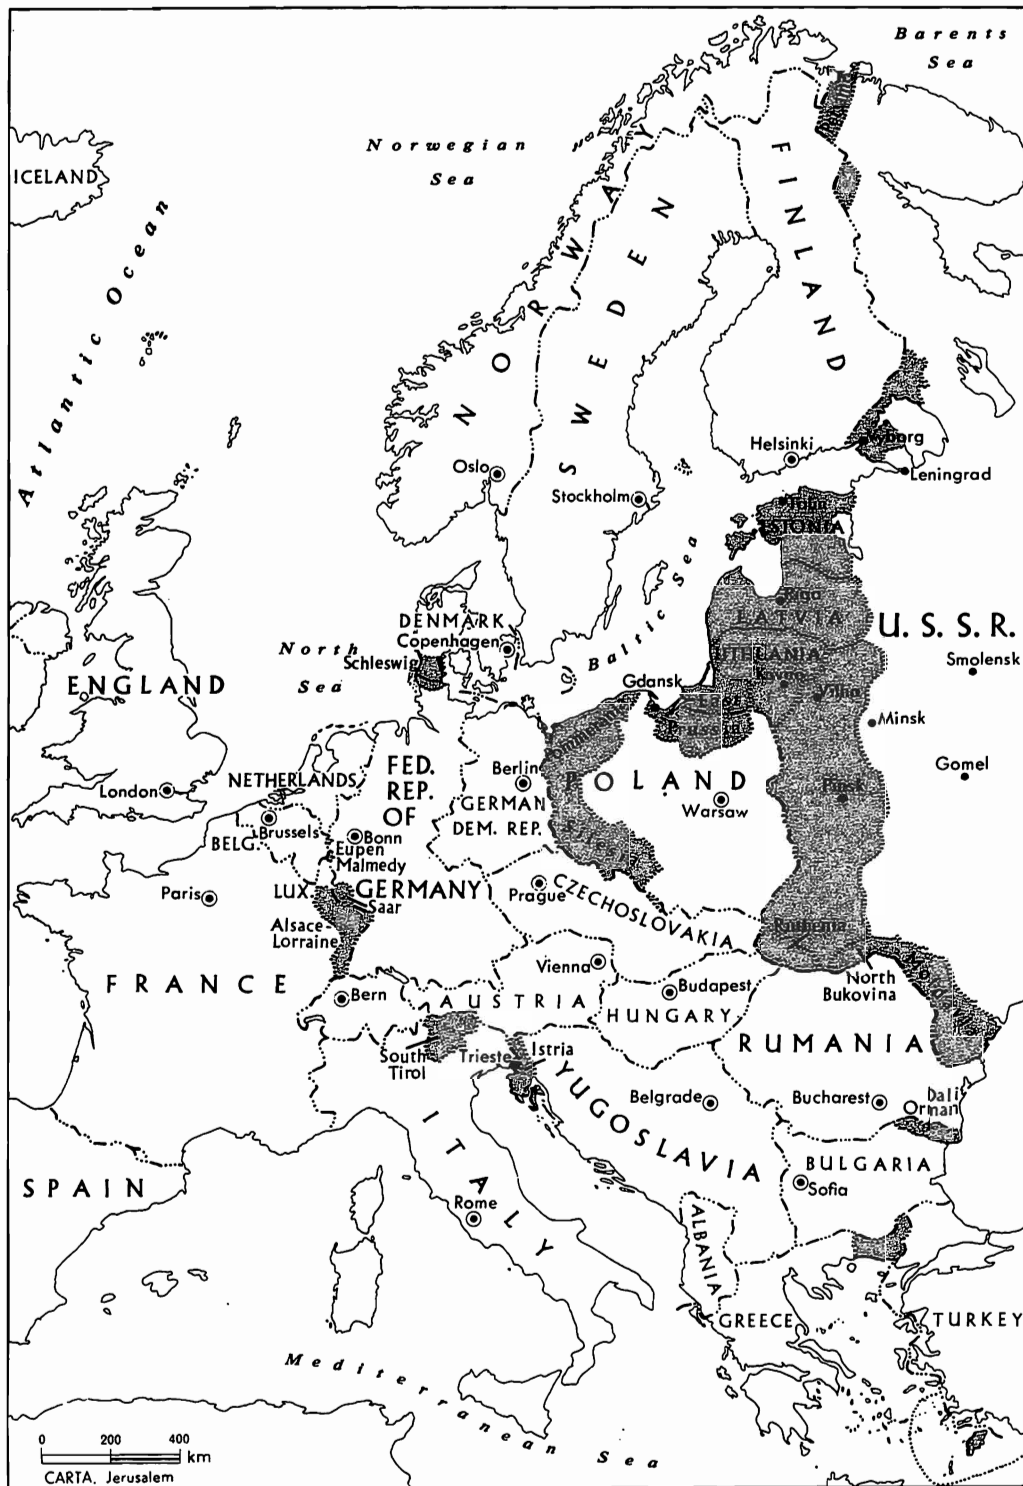 Barents
Sea
Norwegian
Sea
ICELAND
Atlantic Ocean
NORWAY
SWEDEN
FINLAND
Vyborg
Helsinki
Leningrad
Oslo
Stockholm
ESTONIA
Baltic Sea
Riga
LATVIA
U.S.S.R.
DENMARK
Copenhagen
North
Sea
Schleswig
LITHUANIA
Kovno
Vilna
Smolensk
ENGLAND
Gdansk
East
Prussia
Minsk
Pommerania
FED.
REP.
OF
GERMANY
Berlin
GERMAN
DEM. REP.
POLAND
Warsaw
Gomel
Pinsk
London
NETHERLANDS
Brussels
BELG.
Bonn
Eupen
Malmedy
LUX.
Saar
Paris
Alsace-
Lorraine
Prague
CZECHOSLOVAKIA
Ruthenia
FRANCE
Vienna
North
Bukovina
Bern
AUSTRIA
Budapest
HUNGARY
RUMANIA
South
Tirol
Trieste
Istria
YUGOSLAVIA
Belgrade
Bucharest
Dali
Orman
ITALY
BULGARIA
Sofia
SPAIN
Rome
ALBANIA
GREECE
TURKEY
Mediterranean Sea
0 200 400
km
CARTA, Jerusalem